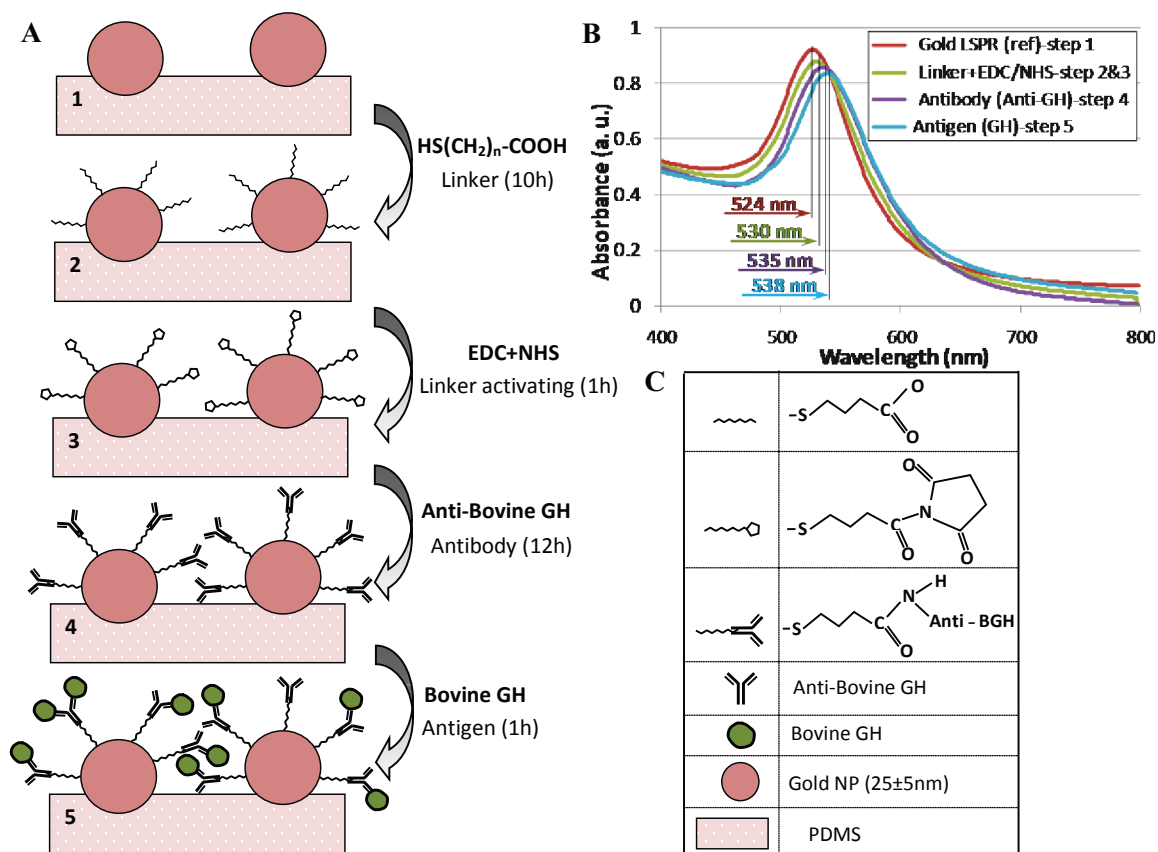 A
1
HS(CH₂)ₙ-COOH
Linker (10h)
2
EDC+NHS
Linker activating (1h)
3
Anti-Bovine GH
Antibody (12h)
4
Bovine GH
Antigen (1h)
5
B
Absorbance (a. u.)
1
0.8
0.6
0.4
0.2
0
Gold LSPR (ref)-step 1
Linker+EDC/NHS-step 2&3
Antibody (Anti-GH)-step 4
Antigen (GH)-step 5
524 nm
530 nm
535 nm
538 nm
400
500
600
700
800
Wavelength (nm)
C
-S
C
O
O
-S
C
O
N
O
O
-S
C
O
N
H
Anti - BGH
Anti-Bovine GH
Bovine GH
Gold NP (25±5nm)
PDMS